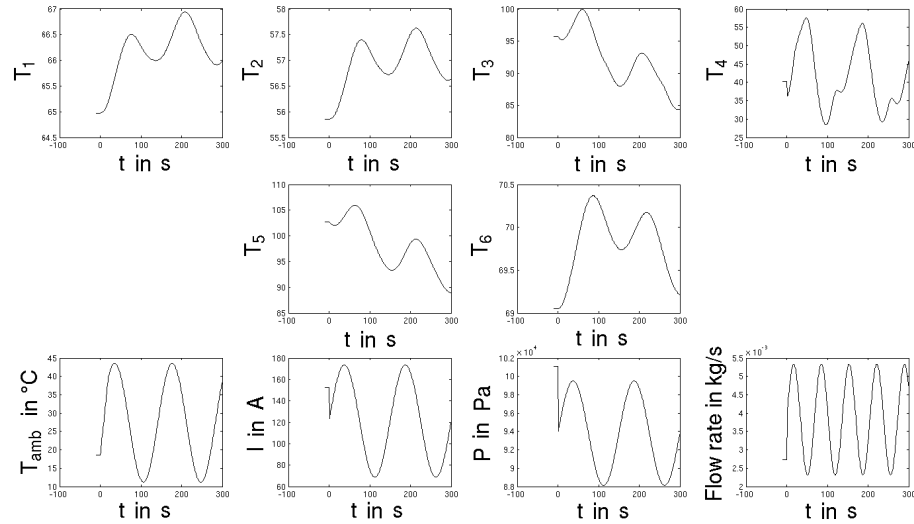 67
66.5
66
65.5
65
64.5
-100 0 100 200 300
T1
t in s
58
57.5
57
56.5
56
55.5
-100 0 100 200 300
T2
t in s
100
95
90
85
80
-100 0 100 200 300
T3
t in s
60
55
50
45
40
35
30
25
-100 0 100 200 300
T4
t in s
110
105
100
95
90
85
-100 0 100 200 300
T5
t in s
70.5
70
69.5
69
-100 0 100 200 300
T6
t in s
45
40
35
30
25
20
15
10
-100 0 100 200 300
Tamb in °C
t in s
180
160
140
120
100
80
60
-100 0 100 200 300
I in A
t in s
× 10⁴
10.2
10
9.8
9.6
9.4
9.2
9
8.8
-100 0 100 200 300
P in Pa
t in s
× 10⁻³
5.5
5
4.5
4
3.5
3
2.5
2
-100 0 100 200 300
Flow rate in kg/s
t in s